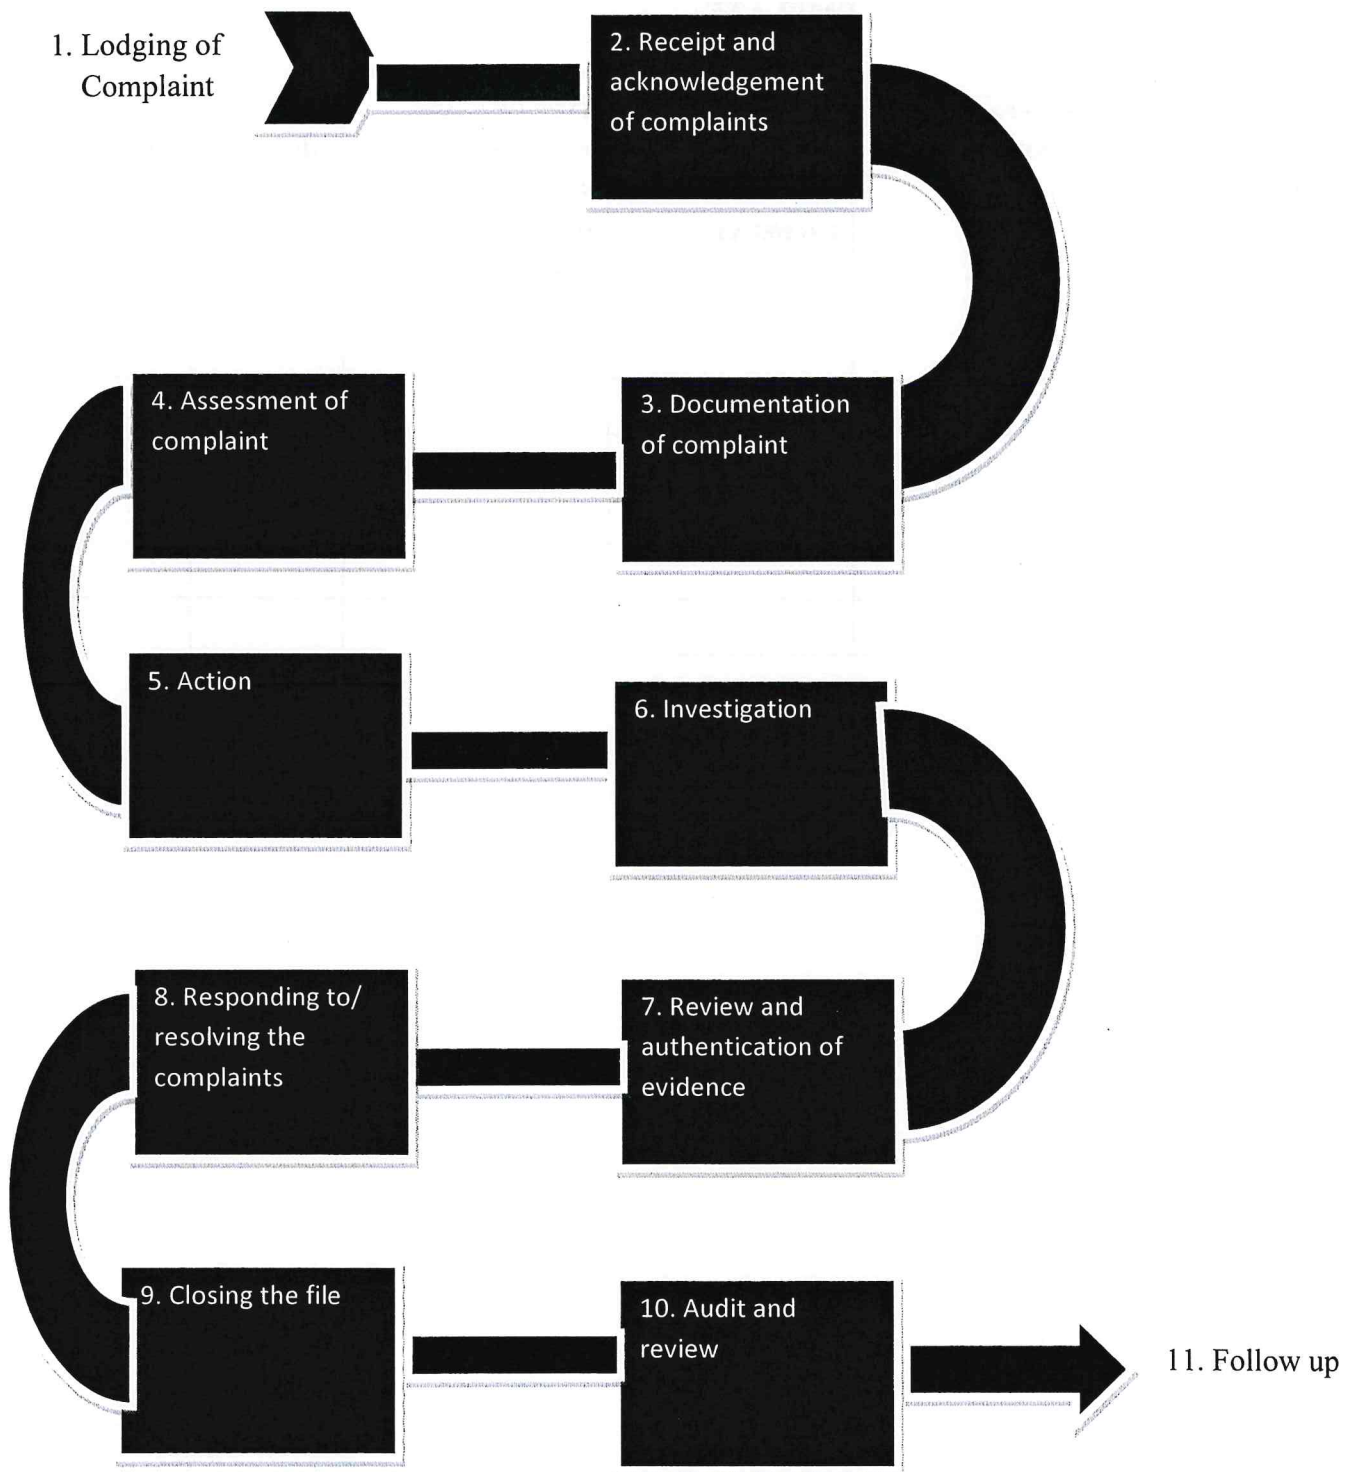 1. Lodging of
Complaint
2. Receipt and
acknowledgement
of complaints
3. Documentation
of complaint
4. Assessment of
complaint
5. Action
6. Investigation
7. Review and
authentication of
evidence
8. Responding to/
resolving the
complaints
9. Closing the file
10. Audit and
review
11. Follow up